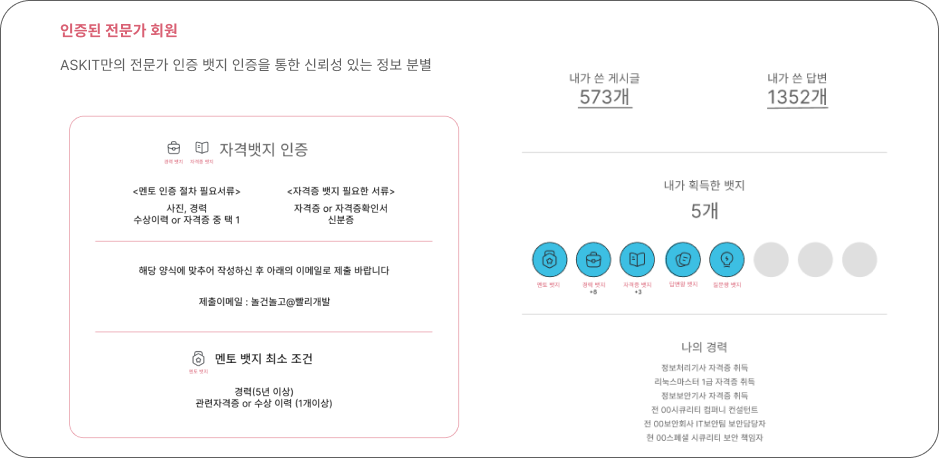 인증된 전문가 회원
ASKIT만의 전문가 인증 뱃지 인증을 통한 신뢰성 있는 정보 분별
자격뱃지 인증
경력 뱃지
자격증 뱃지
<멘토 인증 절차 필요서류>
사진, 경력
수상이력 or 자격증 중 택 1
<자격증 뱃지 필요한 서류>
자격증 or 자격증확인서
신분증
해당 양식에 맞추어 작성하신 후 아래의 이메일로 제출 바랍니다
제출이메일 : 놀건놀고@빨리개발
멘토 뱃지 최소 조건
멘토 뱃지
경력(5년 이상)
관련자격증 or 수상 이력 (1개이상)
내가 쓴 게시글
573개
내가 쓴 답변
1352개
내가 획득한 뱃지
5개
멘토 뱃지
경력 뱃지
+8
자격증 뱃지
+3
답변왕 뱃지
질문왕 뱃지
나의 경력
정보처리기사 자격증 취득
리눅스마스터 1급 자격증 취득
정보보안기사 자격증 취득
전 00시큐리티 컴퍼니 컨설턴트
전 00보안회사 IT보안팀 보안담당자
현 00스페셜 시큐리티 보안 책임자